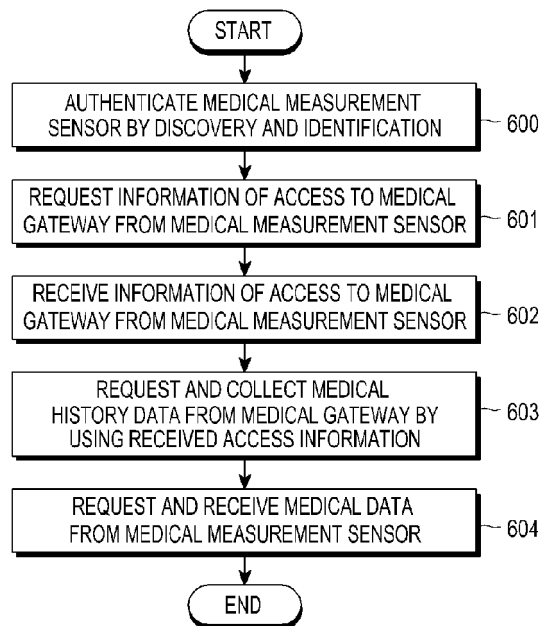 START
AUTHENTICATE MEDICAL MEASUREMENT
SENSOR BY DISCOVERY AND IDENTIFICATION
600
REQUEST INFORMATION OF ACCESS TO MEDICAL
GATEWAY FROM MEDICAL MEASUREMENT SENSOR
601
RECEIVE INFORMATION OF ACCESS TO MEDICAL
GATEWAY FROM MEDICAL MEASUREMENT SENSOR
602
REQUEST AND COLLECT MEDICAL
HISTORY DATA FROM MEDICAL GATEWAY BY
USING RECEIVED ACCESS INFORMATION
603
REQUEST AND RECEIVE MEDICAL DATA
FROM MEDICAL MEASUREMENT SENSOR
604
END